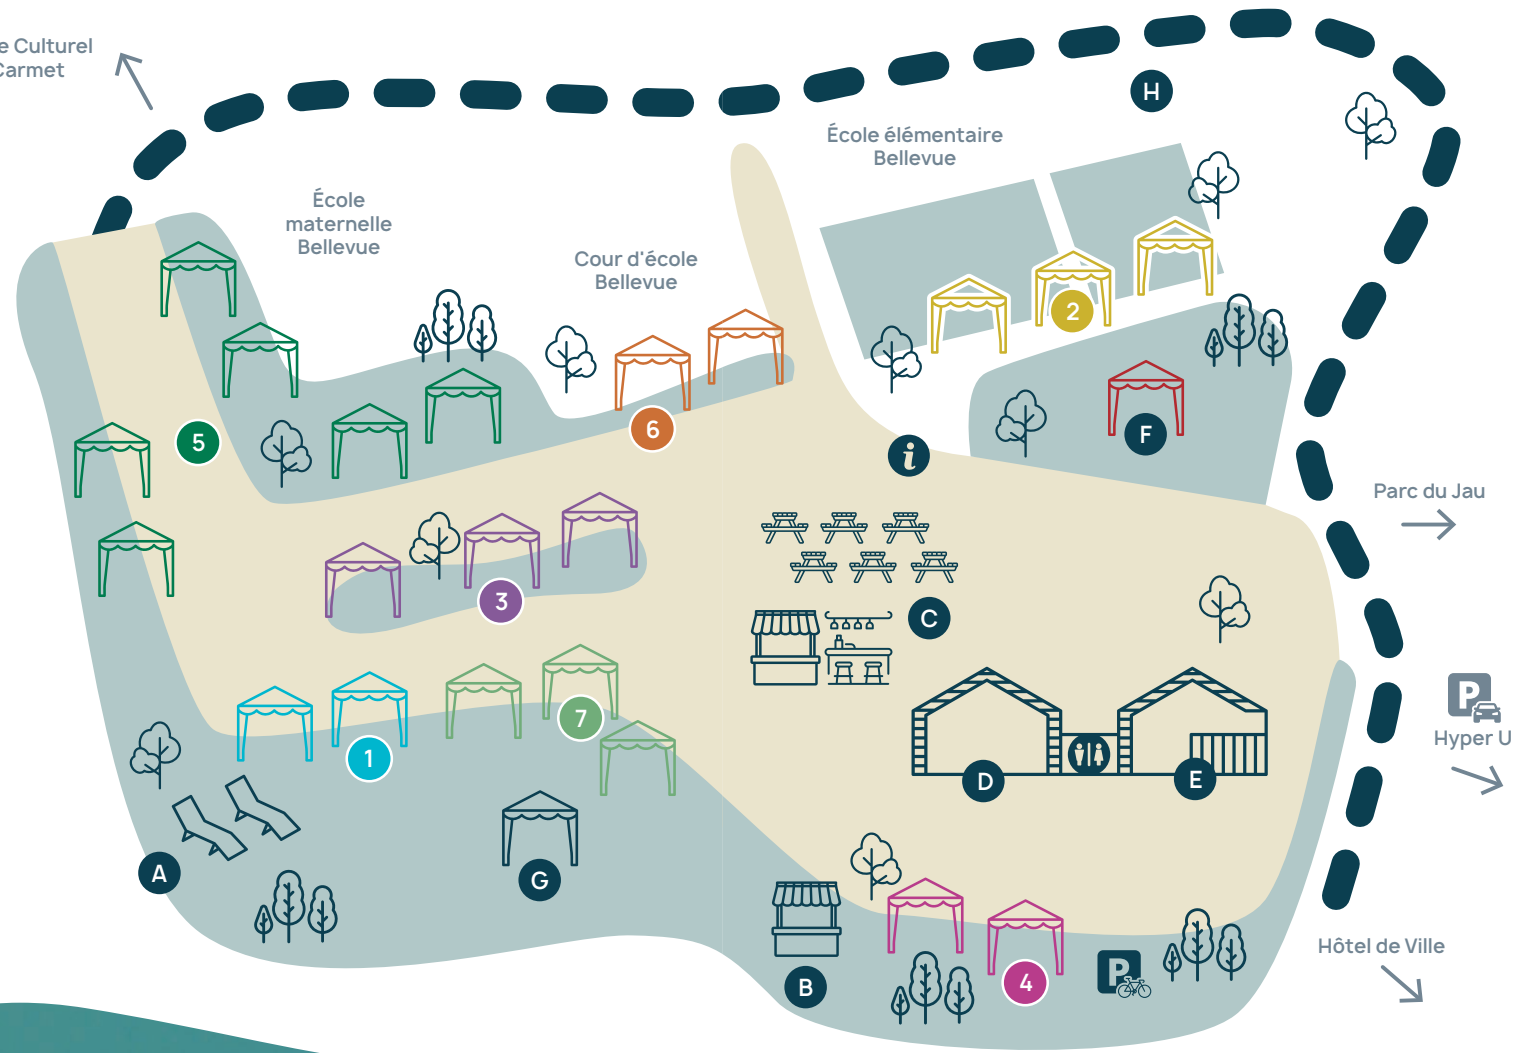 e Culturel
Carmet
H
École élémentaire
Bellevue
École
maternelle
Bellevue
Cour d'école
Bellevue
2
5
6
F
i
Parc du Jau
3
C
P
Hyper U
1
7
D
E
A
G
B
4
P
Hôtel de Ville